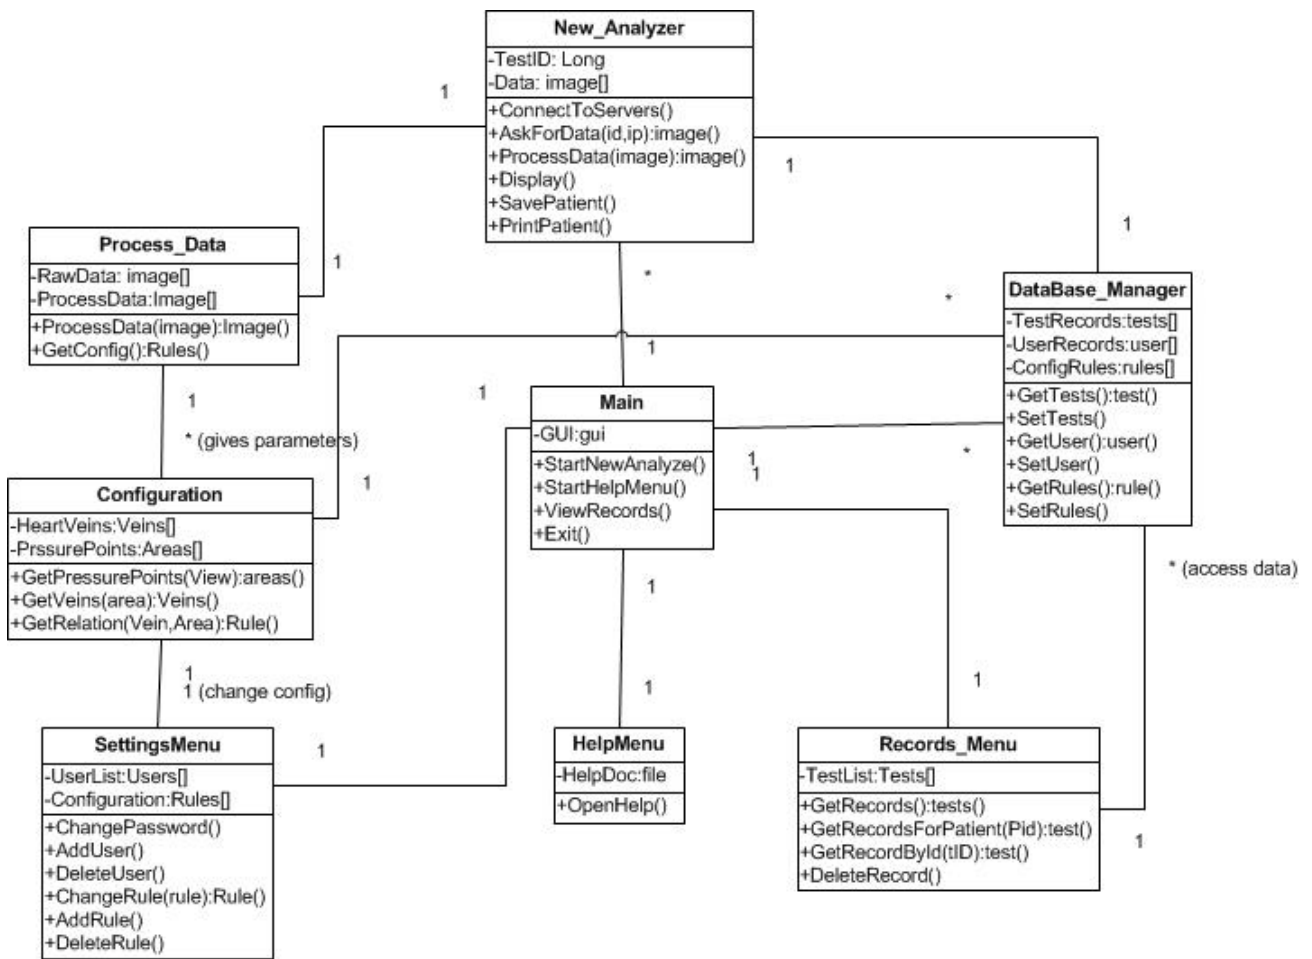 New_Analyzer
-TestID: Long
-Data: image[]
+ConnectToServers()
+AskForData(id,ip):image()
+ProcessData(image):image()
+Display()
+SavePatient()
+PrintPatient()
1
1
1
1
Process_Data
-RawData: image[]
-ProcessData:Image[]
+ProcessData(image):Image()
+GetConfig():Rules()
*
*
1
DataBase_Manager
-TestRecords:tests[]
-UserRecords:user[]
-ConfigRules:rules[]
+GetTests():test()
+SetTests()
+GetUser():user()
+SetUser()
+GetRules():rule()
+SetRules()
1
* (gives parameters)
1
Main
-GUI:gui
+StartNewAnalyze()
+StartHelpMenu()
+ViewRecords()
+Exit()
1
1
*
1
Configuration
-HeartVeins:Veins[]
-PrssurePoints:Areas[]
+GetPressurePoints(View):areas()
+GetVeins(area):Veins()
+GetRelation(Vein,Area):Rule()
* (access data)
1
1
1 (change config)
1
1
1
SettingsMenu
-UserList:Users[]
-Configuration:Rules[]
+ChangePassword()
+AddUser()
+DeleteUser()
+ChangeRule(rule):Rule()
+AddRule()
+DeleteRule()
1
HelpMenu
-HelpDoc:file
+OpenHelp()
Records_Menu
-TestList:Tests[]
+GetRecords():tests()
+GetRecordsForPatient(Pid):test()
+GetRecordById(tID):test()
+DeleteRecord()
1